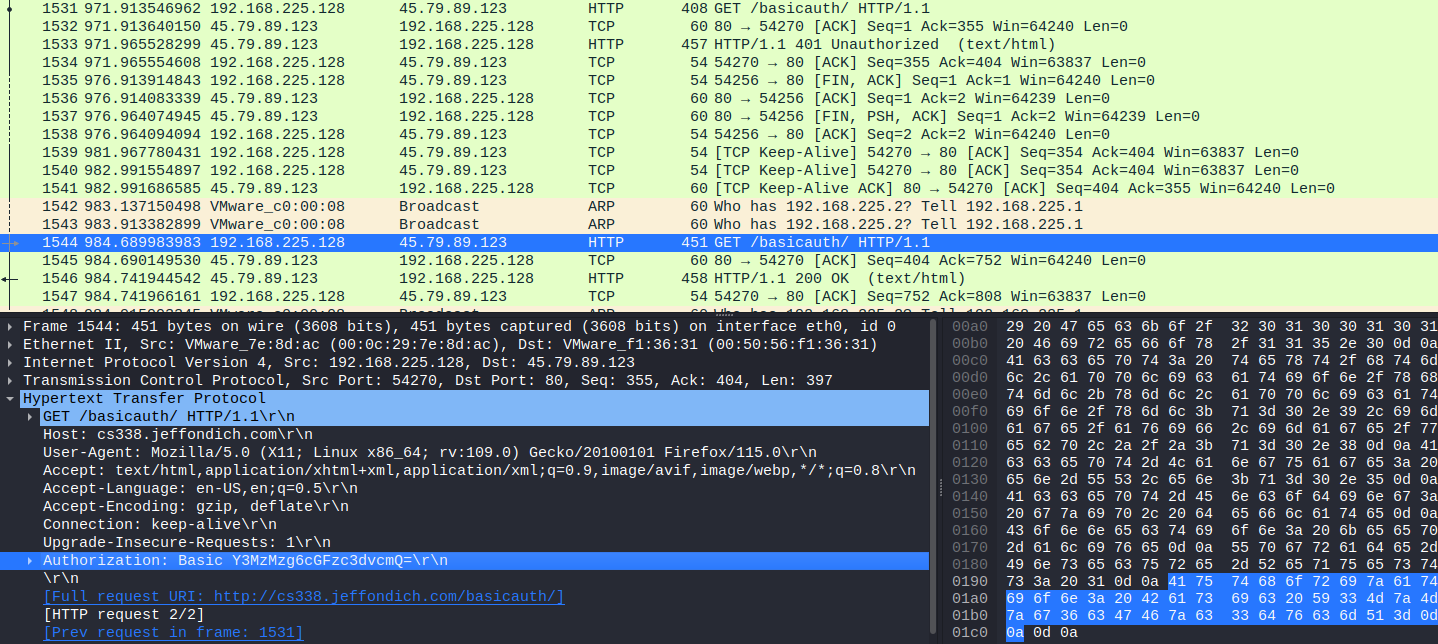 1531 971.913546962 192.168.225.128 45.79.89.123 HTTP 408 GET /basicauth/ HTTP/1.1
1532 971.913640150 45.79.89.123 192.168.225.128 TCP 60 80 → 54270 [ACK] Seq=1 Ack=355 Win=64240 Len=0
1533 971.965528299 45.79.89.123 192.168.225.128 HTTP 457 HTTP/1.1 401 Unauthorized (text/html)
1534 971.965554608 192.168.225.128 45.79.89.123 TCP 54 54270 → 80 [ACK] Seq=355 Ack=404 Win=63837 Len=0
1535 976.913914843 192.168.225.128 45.79.89.123 TCP 54 54256 → 80 [FIN, ACK] Seq=1 Ack=1 Win=64240 Len=0
1536 976.914083339 45.79.89.123 192.168.225.128 TCP 60 80 → 54256 [ACK] Seq=1 Ack=2 Win=64239 Len=0
1537 976.964074945 45.79.89.123 192.168.225.128 TCP 60 80 → 54256 [FIN, PSH, ACK] Seq=1 Ack=2 Win=64239 Len=0
1538 976.964094094 192.168.225.128 45.79.89.123 TCP 54 54256 → 80 [ACK] Seq=2 Ack=2 Win=64240 Len=0
1539 981.967780431 192.168.225.128 45.79.89.123 TCP 54 [TCP Keep-Alive] 54270 → 80 [ACK] Seq=354 Ack=404 Win=63837 Len=0
1540 982.991554897 192.168.225.128 45.79.89.123 TCP 54 [TCP Keep-Alive] 54270 → 80 [ACK] Seq=354 Ack=404 Win=63837 Len=0
1541 982.991686585 45.79.89.123 192.168.225.128 TCP 60 [TCP Keep-Alive ACK] 80 → 54270 [ACK] Seq=404 Ack=355 Win=64240 Len=0
1542 983.137150498 VMware_c0:00:08 Broadcast ARP 60 Who has 192.168.225.2? Tell 192.168.225.1
1543 983.913382899 VMware_c0:00:08 Broadcast ARP 60 Who has 192.168.225.2? Tell 192.168.225.1
1544 984.689983983 192.168.225.128 45.79.89.123 HTTP 451 GET /basicauth/ HTTP/1.1
1545 984.690149530 45.79.89.123 192.168.225.128 TCP 60 80 → 54270 [ACK] Seq=404 Ack=752 Win=64240 Len=0
1546 984.741944542 45.79.89.123 192.168.225.128 HTTP 458 HTTP/1.1 200 OK (text/html)
1547 984.741966161 192.168.225.128 45.79.89.123 TCP 54 54270 → 80 [ACK] Seq=752 Ack=808 Win=63837 Len=0
Frame 1544: 451 bytes on wire (3608 bits), 451 bytes captured (3608 bits) on interface eth0, id 0
Ethernet II, Src: VMware_7e:8d:ac (00:0c:29:7e:8d:ac), Dst: VMware_f1:36:31 (00:50:56:f1:36:31)
Internet Protocol Version 4, Src: 192.168.225.128, Dst: 45.79.89.123
Transmission Control Protocol, Src Port: 54270, Dst Port: 80, Seq: 355, Ack: 404, Len: 397
Hypertext Transfer Protocol
GET /basicauth/ HTTP/1.1\r\n
Host: cs338.jeffondich.com\r\n
User-Agent: Mozilla/5.0 (X11; Linux x86_64; rv:109.0) Gecko/20100101 Firefox/115.0\r\n
Accept: text/html,application/xhtml+xml,application/xml;q=0.9,image/avif,image/webp,*/*;q=0.8\r\n
Accept-Language: en-US,en;q=0.5\r\n
Accept-Encoding: gzip, deflate\r\n
Connection: keep-alive\r\n
Upgrade-Insecure-Requests: 1\r\n
Authorization: Basic Y3MzMzg6cGFzc3dvcmQ=\r\n
\r\n
[Full request URI: http://cs338.jeffondich.com/basicauth/]
[HTTP request 2/2]
[Prev request in frame: 1531]
00a0 29 20 47 65 63 6b 6f 2f 32 30 31 30 30 31 30 31
00b0 20 46 69 72 65 66 6f 78 2f 31 31 35 2e 30 0d 0a
00c0 41 63 63 65 70 74 3a 20 74 65 78 74 2f 68 74 6d
00d0 6c 2c 61 70 70 6c 69 63 61 74 69 6f 6e 2f 78 68
00e0 74 6d 6c 2b 78 6d 6c 2c 61 70 70 6c 69 63 61 74
00f0 69 6f 6e 2f 78 6d 6c 3b 71 3d 30 2e 39 2c 69 6d
0100 61 67 65 2f 61 76 69 66 2c 69 6d 61 67 65 2f 77
0110 65 62 70 2c 2a 2f 2a 3b 71 3d 30 2e 38 0d 0a 41
0120 63 63 65 70 74 2d 4c 61 6e 67 75 61 67 65 3a 20
0130 65 6e 2d 55 53 2c 65 6e 3b 71 3d 30 2e 35 0d 0a
0140 41 63 63 65 70 74 2d 45 6e 63 6f 64 69 6e 67 3a
0150 20 67 7a 69 70 2c 20 64 65 66 6c 61 74 65 0d 0a
0160 43 6f 6e 6e 65 63 74 69 6f 6e 3a 20 6b 65 65 70
0170 2d 61 6c 69 76 65 0d 0a 55 70 67 72 61 64 65 2d
0180 49 6e 73 65 63 75 72 65 2d 52 65 71 75 65 73 74
0190 73 3a 20 31 0d 0a 41 75 74 68 6f 72 69 7a 61 74
01a0 69 6f 6e 3a 20 42 61 73 69 63 20 59 33 4d 7a 4d
01b0 7a 67 36 63 47 46 7a 63 33 64 76 63 6d 51 3d 0d
01c0 0a 0d 0a